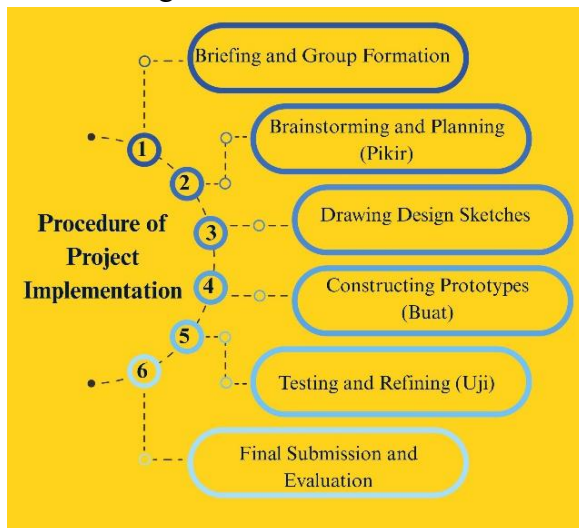 Procedure of
Project
Implementation
1
Briefing and Group Formation
2
Brainstorming and Planning
(Pikir)
3
Drawing Design Sketches
4
Constructing Prototypes
(Buat)
5
Testing and Refining (Uji)
6
Final Submission and
Evaluation